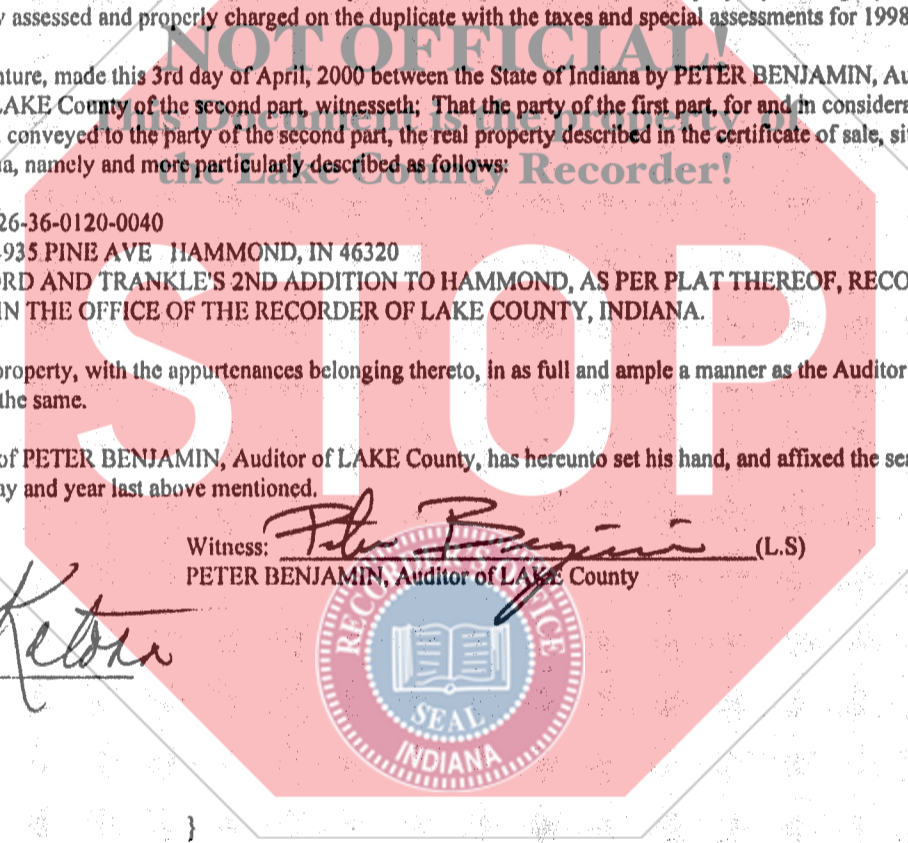 assessed and properly charged on the duplicate with the taxes and special assessments for 1998
NOT OFFICIAL!
nture, made this 3rd day of April, 2000 between the State of Indiana by PETER BENJAMIN, Au
LAKE County of the second part, witnesseth; That the party of the first part, for and in considera
This Document is the property of
conveyed to the party of the second part, the real property described in the certificate of sale, sit
na, namely and more particularly described as follows:
the Lake County Recorder!
26-36-0120-0040
935 PINE AVE HAMMOND, IN 46320
RD AND TRANKLE'S 2ND ADDITION TO HAMMOND, AS PER PLAT THEREOF, RECO
IN THE OFFICE OF THE RECORDER OF LAKE COUNTY, INDIANA.
STOP
property, with the appurtenances belonging thereto, in as full and ample a manner as the Auditor
the same.
of PETER BENJAMIN, Auditor of LAKE County, has hereunto set his hand, and affixed the sea
ay and year last above mentioned.
Witness: Peter Benjamin (L.S)
PETER BENJAMIN, Auditor of LAKE County
RECORDER'S OFFICE
SEAL
INDIANA
}